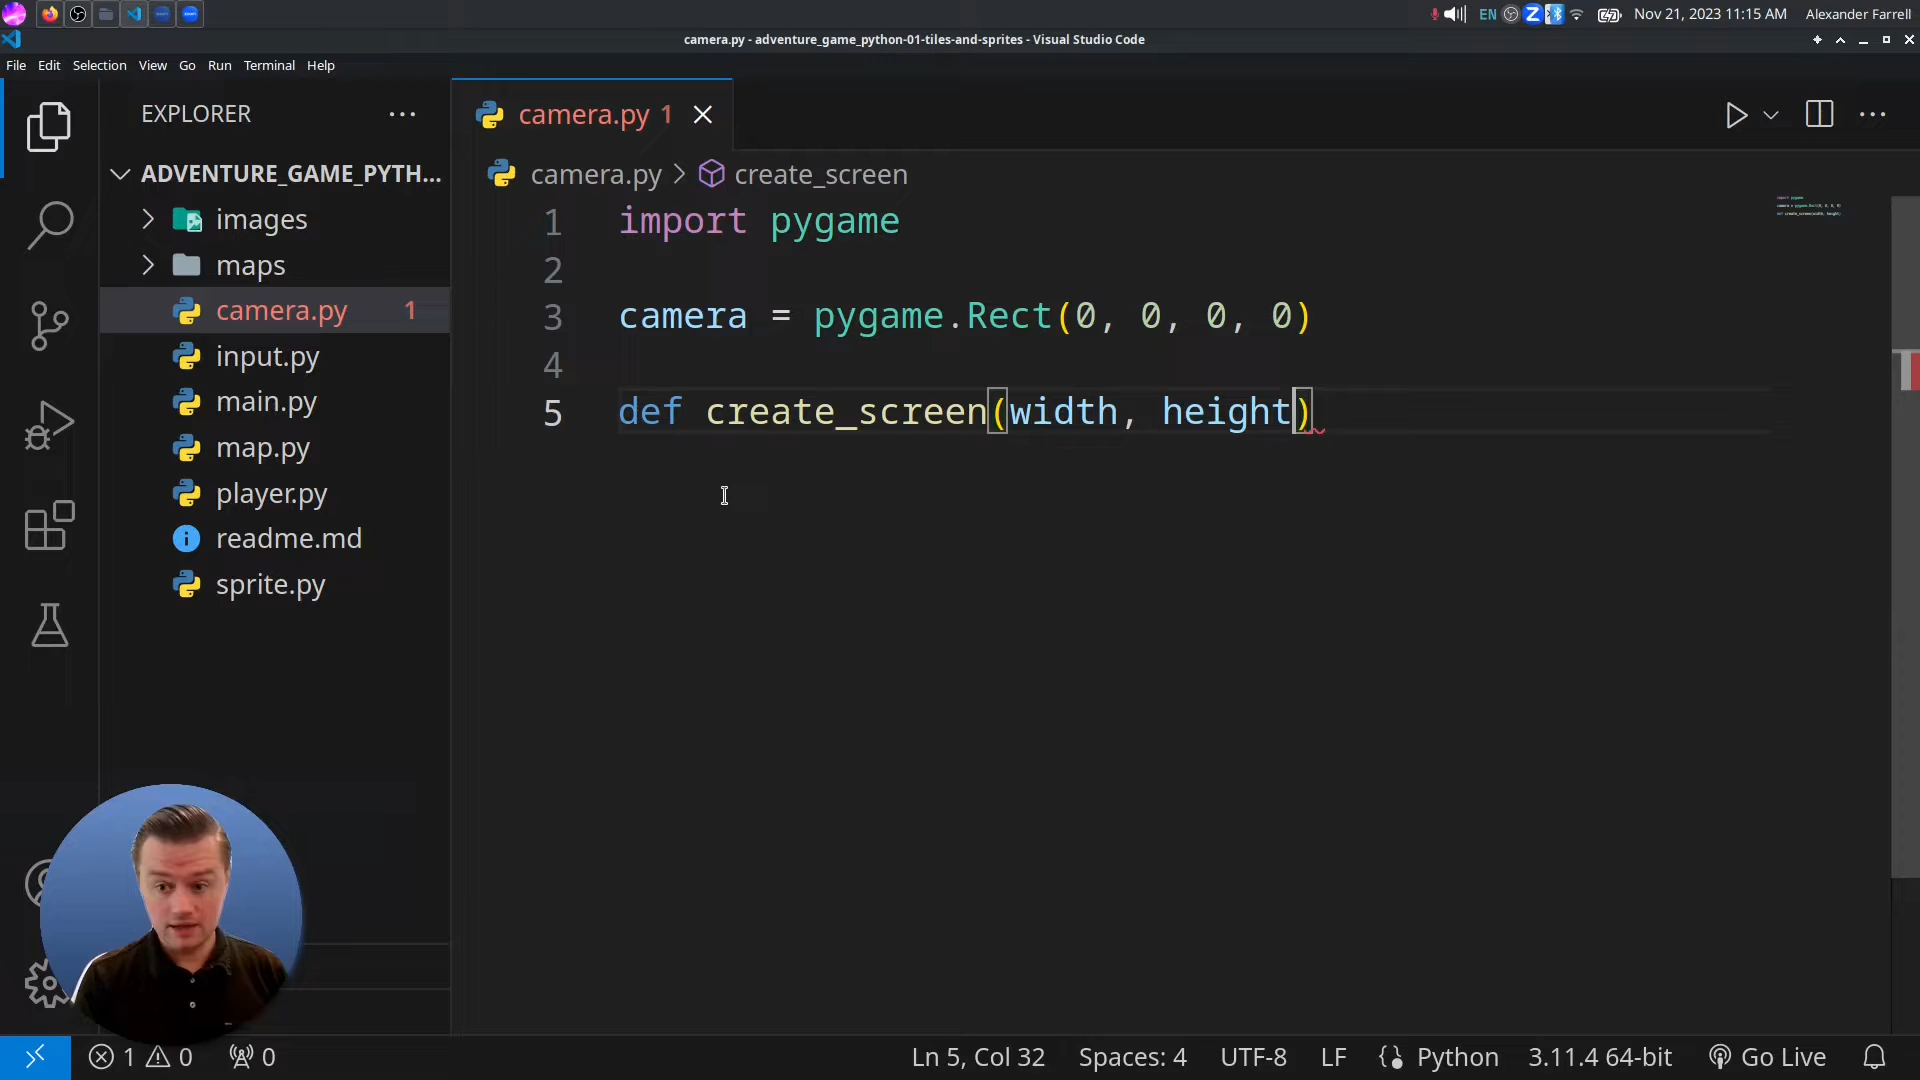 EN Nov 21, 2023 11:15 AM Alexander Farrell
camera.py - adventure_game_python-01-tiles-and-sprites - Visual Studio Code
File Edit Selection View Go Run Terminal Help
EXPLORER
camera.py 1
ADVENTURE_GAME_PYTH...
camera.py > create_screen
images
maps
camera.py 1
input.py
main.py
map.py
player.py
readme.md
sprite.py
1 import pygame
2
3 camera = pygame.Rect(0, 0, 0, 0)
4
5 def create_screen(width, height)
1 0 0 Ln 5, Col 32 Spaces: 4 UTF-8 LF Python 3.11.4 64-bit Go Live